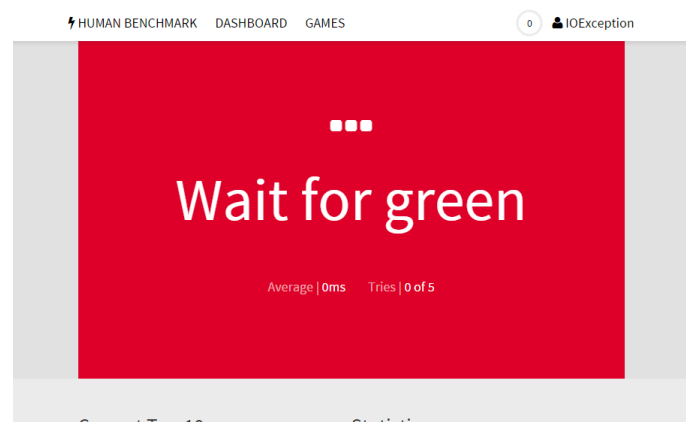 HUMAN BENCHMARK DASHBOARD GAMES 0 IOException
Wait for green
Average | 0ms Tries | 0 of 5